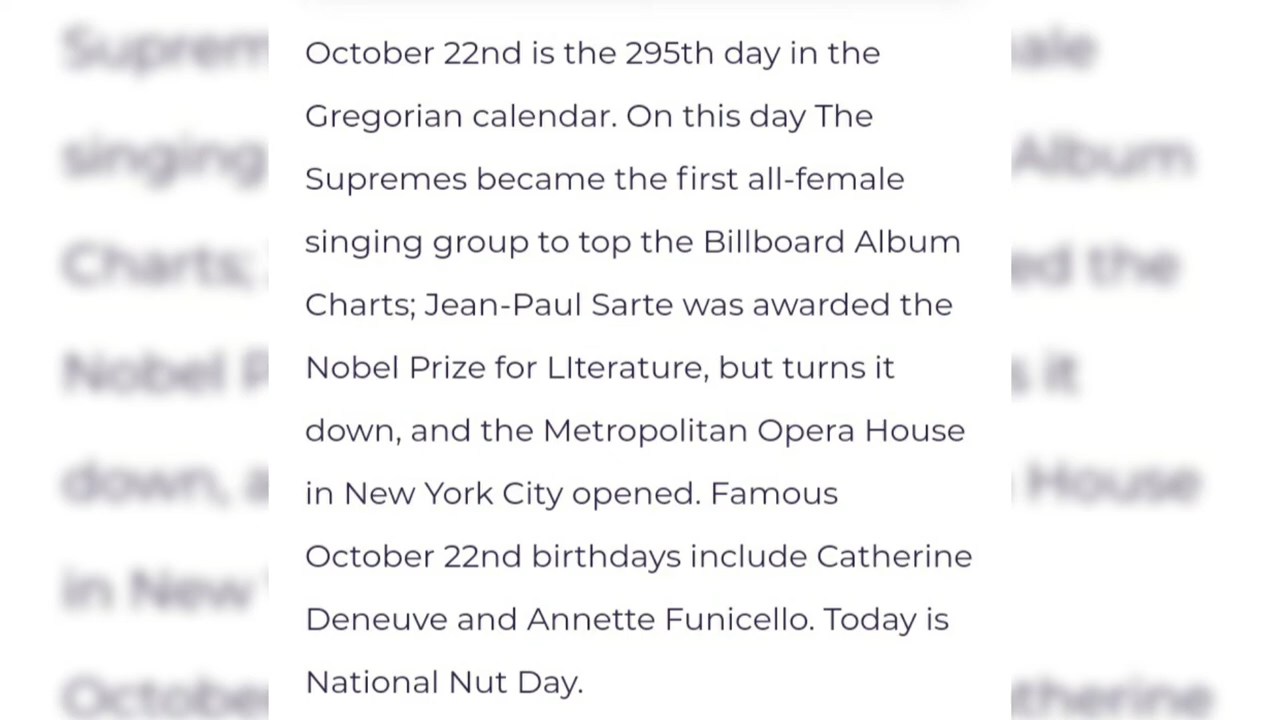 October 22nd is the 295th day in the
Gregorian calendar. On this day The
Supremes became the first all-female
singing group to top the Billboard Album
Charts; Jean-Paul Sarte was awarded the
Nobel Prize for LIterature, but turns it
down, and the Metropolitan Opera House
in New York City opened. Famous
October 22nd birthdays include Catherine
Deneuve and Annette Funicello. Today is
National Nut Day.